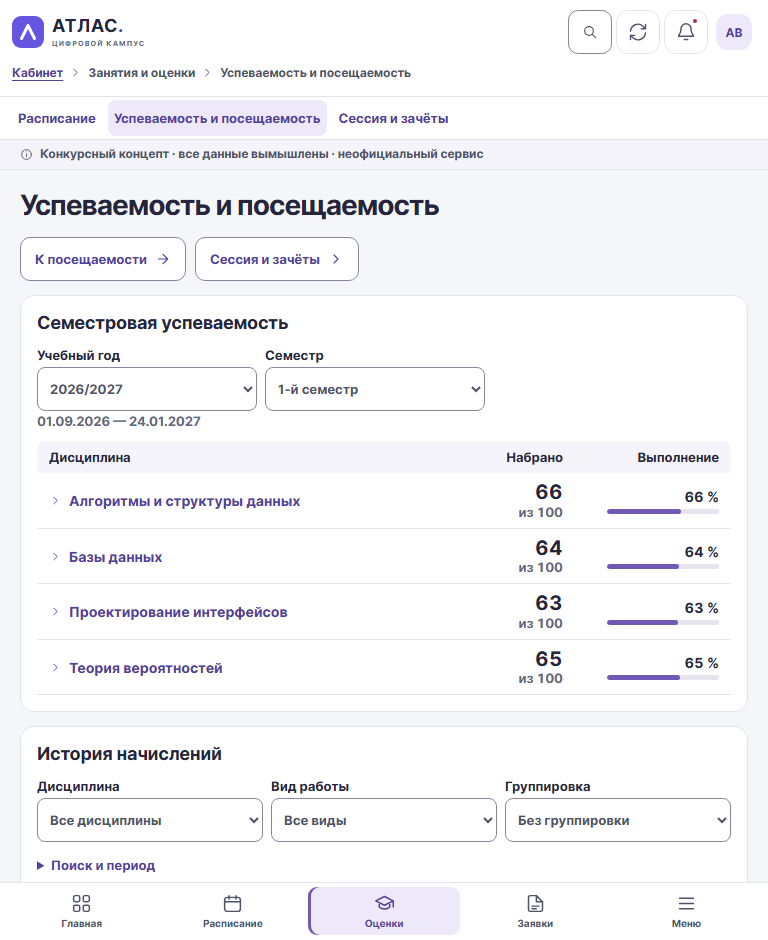 АТЛАС.
ЦИФРОВОЙ КАМПУС
АВ
Кабинет > Занятия и оценки > Успеваемость и посещаемость
Расписание Успеваемость и посещаемость Сессия и зачёты
Конкурсный концепт · все данные вымышлены · неофициальный сервис
Успеваемость и посещаемость
К посещаемости → Сессия и зачёты >
Семестровая успеваемость
Учебный год Семестр
2026/2027 1-й семестр
01.09.2026 — 24.01.2027
Дисциплина Набрано Выполнение
Алгоритмы и структуры данных 66 из 100 66 %
Базы данных 64 из 100 64 %
Проектирование интерфейсов 63 из 100 63 %
Теория вероятностей 65 из 100 65 %
История начислений
Дисциплина Вид работы Группировка
Все дисциплины Все виды Без группировки
Поиск и период
Главная Расписание Оценки Заявки Меню